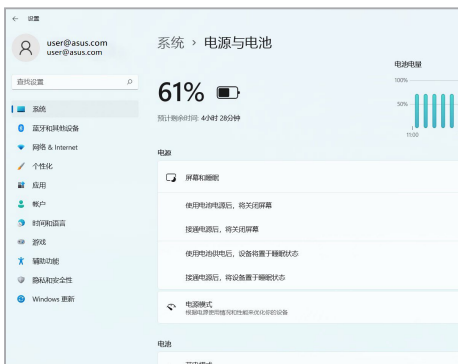 设置
user@asus.com
user@asus.com
查找设置
系统
蓝牙和其他设备
网络 & Internet
个性化
应用
帐户
时间和语言
游戏
辅助功能
隐私和安全性
Windows 更新
系统 > 电源与电池
61%
预计剩余时间: 4小时 28分钟
电池电量
100%
50%
11:00
电源
屏幕和睡眠
使用电池电源后，将关闭屏幕
接通电源后，将关闭屏幕
使用电池供电后，设备将置于睡眠状态
接通电源后，将设备置于睡眠状态
电源模式
根据电源使用情况和性能来优化你的设备
电池